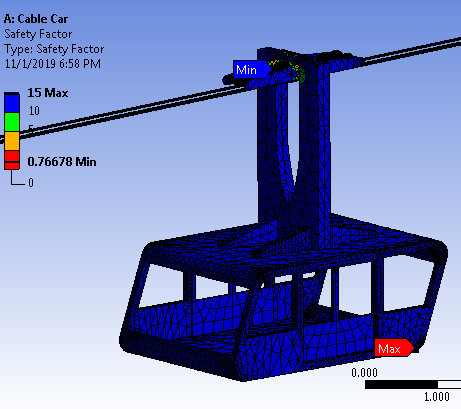 A: Cable Car
Safety Factor
Type: Safety Factor
11/1/2019 6:58 PM
15 Max
10
5
0.76678 Min
0
Min
Max
0.000
1.000